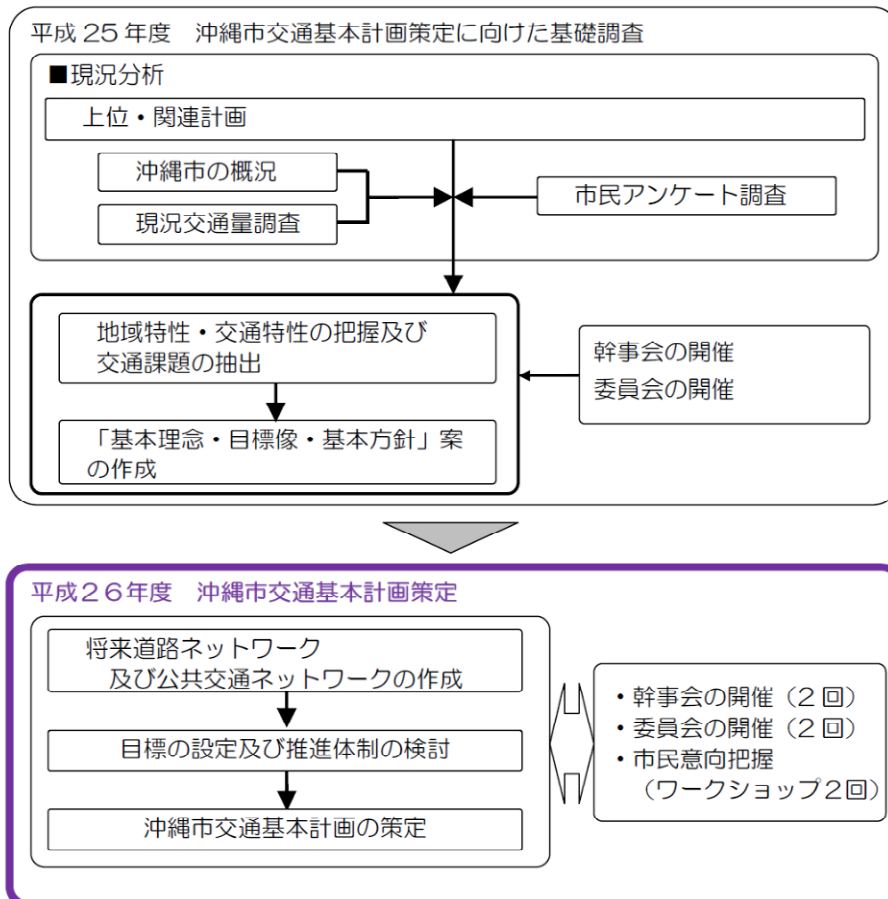 平成25年度 沖縄市交通基本計画策定に向けた基礎調査
■現況分析
上位・関連計画
沖縄市の概況
現況交通量調査
市民アンケート調査
地域特性・交通特性の把握及び
交通課題の抽出
「基本理念・目標像・基本方針」案
の作成
幹事会の開催
委員会の開催
平成26年度 沖縄市交通基本計画策定
将来道路ネットワーク
及び公共交通ネットワークの作成
目標の設定及び推進体制の検討
沖縄市交通基本計画の策定
・幹事会の開催(2回)
・委員会の開催(2回)
・市民意向把握
(ワークショップ2回)